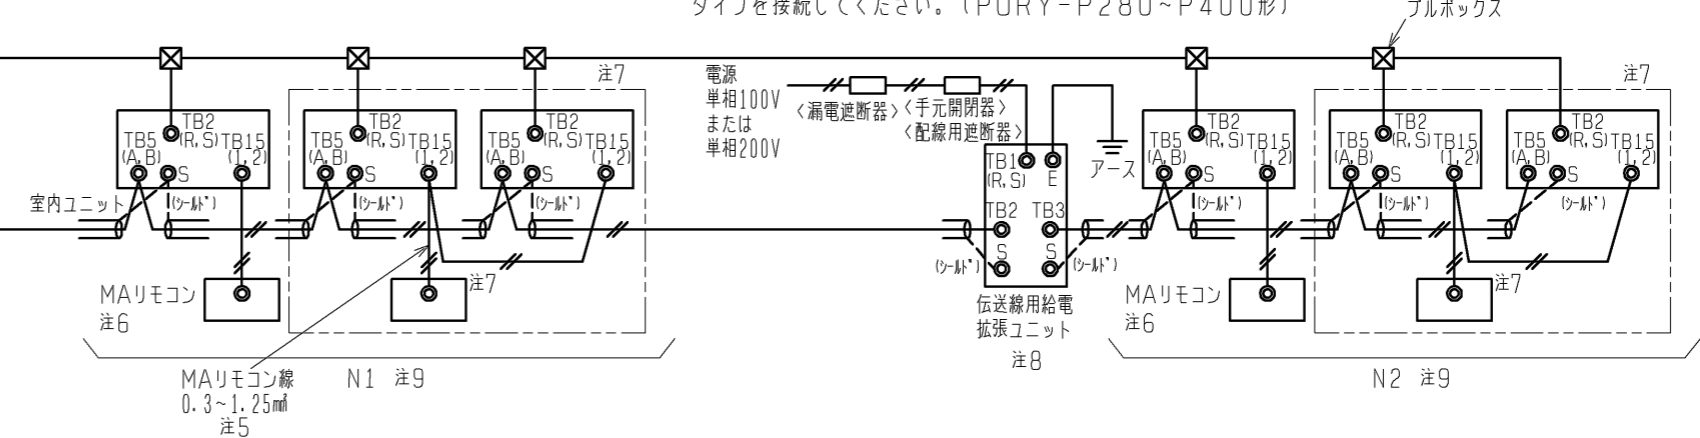 タイプを接続してください。(PURY-P280~P400形)
プルボックス
注7
電源
単相100V
または
単相200V
<漏電遮断器>
<手元開閉器>
<配線用遮断器>
アース
注7
TB2
(R,S)
TB5
(A,B)
TB15
(1,2)
S
(シールド)
TB2
(R,S)
TB5
(A,B)
TB15
(1,2)
S
(シールド)
TB2
(R,S)
TB5
(A,B)
TB15
(1,2)
S
(シールド)
TB1
(R,S)
E
TB2
TB3
S
S
(シールド)
(シールド)
TB2
(R,S)
TB5
(A,B)
TB15
(1,2)
S
(シールド)
TB2
(R,S)
TB5
(A,B)
TB15
(1,2)
S
(シールド)
TB2
(R,S)
TB5
(A,B)
TB15
(1,2)
S
(シールド)
室内ユニット
MAリモコン
注6
注7
伝送線用給電
拡張ユニット
注8
MAリモコン
注6
注7
MAリモコン線
0.3~1.25㎟
注5
N1 注9
N2 注9